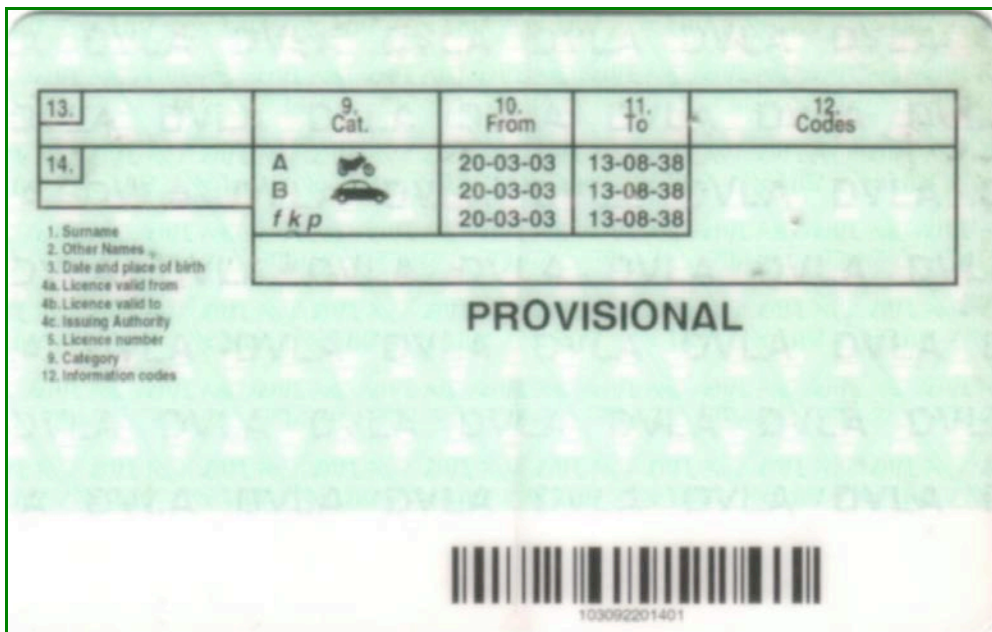 13. 9. Cat. 10. From 11. To 12. Codes
14. A 20-03-03 13-08-38
B 20-03-03 13-08-38
f k p 20-03-03 13-08-38
1. Surname
2. Other Names
3. Date and place of birth
4a. Licence valid from
4b. Licence valid to
4c. Issuing Authority
5. Licence number
9. Category
12. Information codes
PROVISIONAL
103092201401